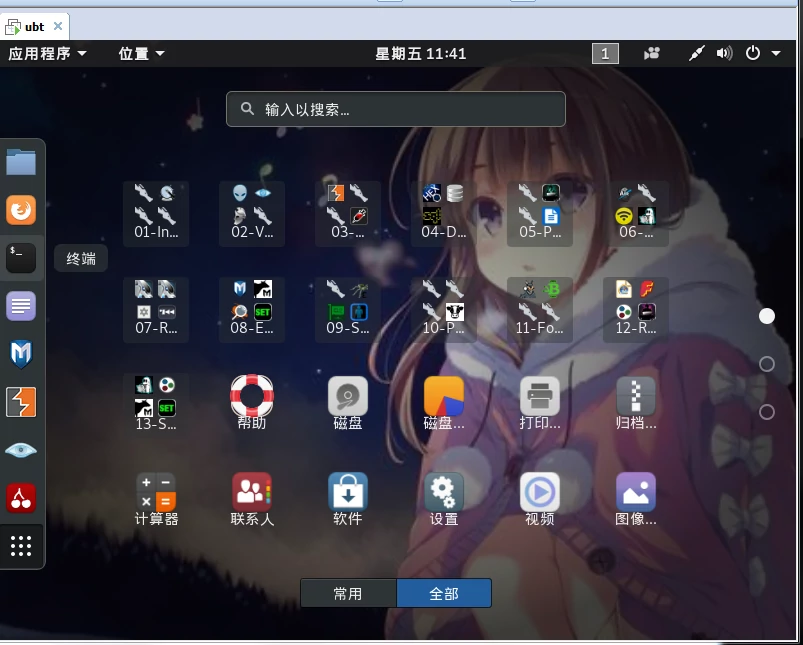 ubt
应用程序 位置 星期五 11:41 1
输入以搜索...
01-In... 02-V... 03-... 04-D... 05-P... 06-...
终端
07-R... 08-E... 09-S... 10-P... 11-Fo... 12-R...
13-S... 帮助 磁盘 磁盘... 打印... 归档...
计算器 联系人 软件 设置 视频 图像...
常用 全部